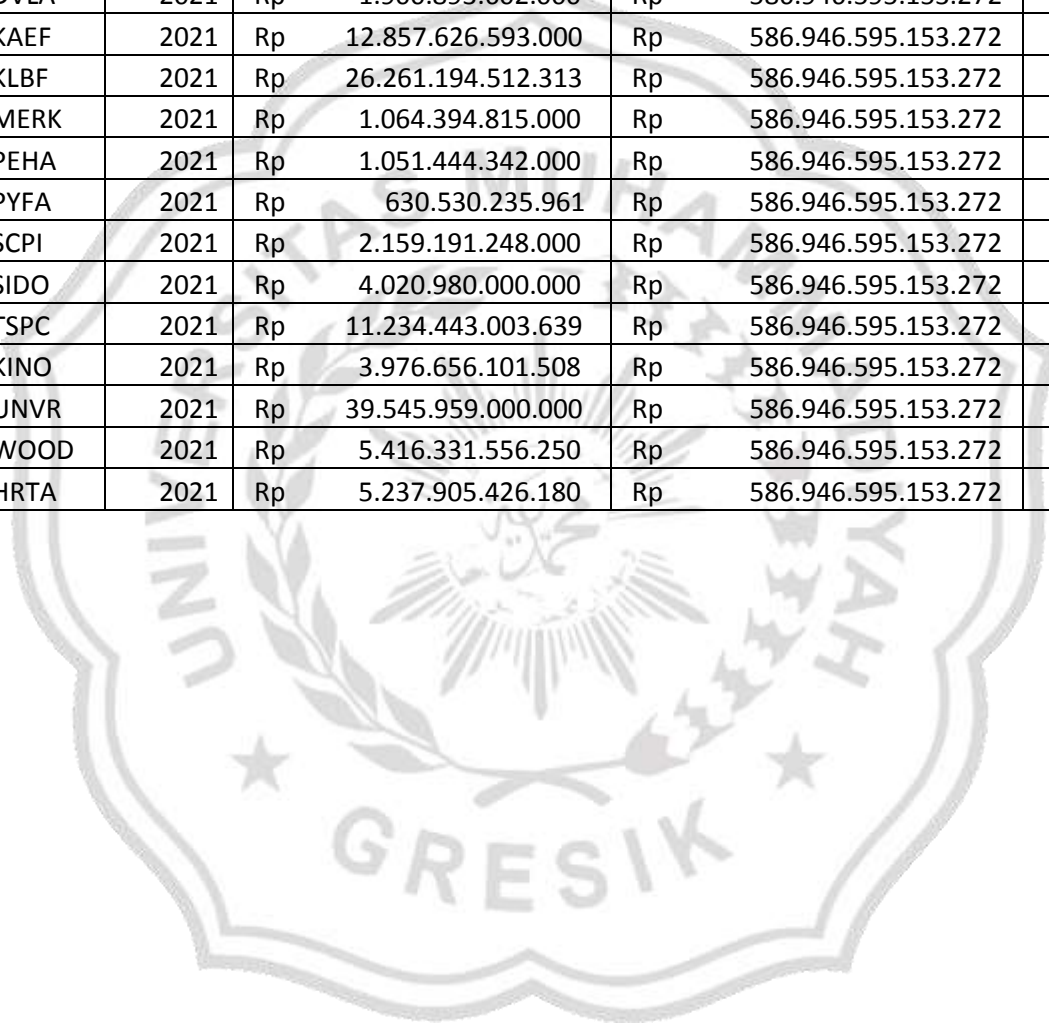 2021 Rp Rp
KAEF 2021 Rp 12.857.626.593.000 Rp 586.946.595.153.272
KLBF 2021 Rp 26.261.194.512.313 Rp 586.946.595.153.272
MERK 2021 Rp 1.064.394.815.000 Rp 586.946.595.153.272
PEHA 2021 Rp 1.051.444.342.000 Rp 586.946.595.153.272
PYFA 2021 Rp 630.530.235.961 Rp 586.946.595.153.272
SCPI 2021 Rp 2.159.191.248.000 Rp 586.946.595.153.272
SIDO 2021 Rp 4.020.980.000.000 Rp 586.946.595.153.272
TSPC 2021 Rp 11.234.443.003.639 Rp 586.946.595.153.272
KINO 2021 Rp 3.976.656.101.508 Rp 586.946.595.153.272
UNVR 2021 Rp 39.545.959.000.000 Rp 586.946.595.153.272
WOOD 2021 Rp 5.416.331.556.250 Rp 586.946.595.153.272
HRTA 2021 Rp 5.237.905.426.180 Rp 586.946.595.153.272
UNIVERSITAS MUHAMMADIYAH
GRESIK